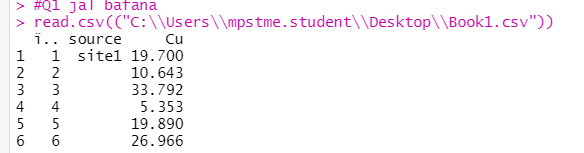 > #Q1 jaT bafana
> read.csv(("C:\\Users\\mpstme.student\\Desktop\\Book1.csv"))
ï.. source Cu
1 1 site1 19.700
2 2 10.643
3 3 33.792
4 4 5.353
5 5 19.890
6 6 26.966